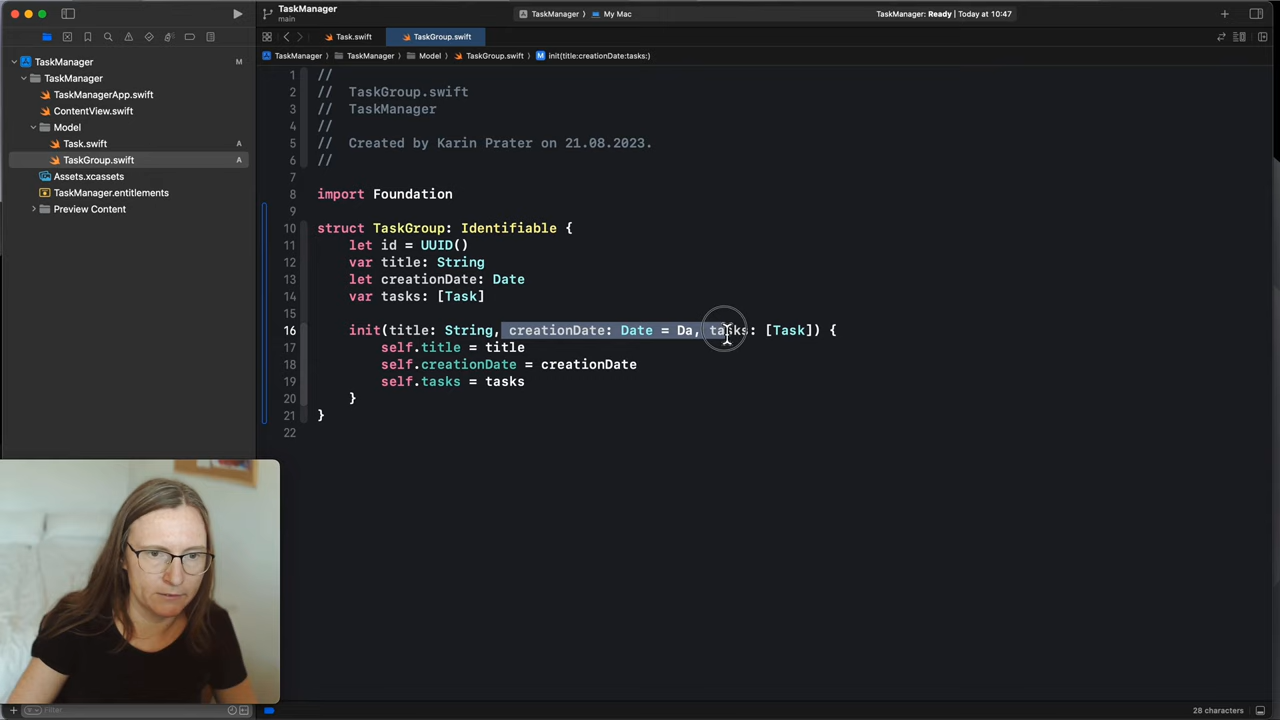 TaskManager
main
TaskManager
My Mac
TaskManager: Ready | Today at 10:47
Task.swift
TaskGroup.swift
TaskManager
M
TaskManager
TaskManager
Model
TaskGroup.swift
M
init(title:creationDate:tasks:)
TaskManager
TaskManagerApp.swift
ContentView.swift
Model
Task.swift
A
TaskGroup.swift
A
Assets.xcassets
TaskManager.entitlements
Preview Content
1 //
2 // TaskGroup.swift
3 // TaskManager
4 //
5 // Created by Karin Prater on 21.08.2023.
6 //
7
8 import Foundation
9
10 struct TaskGroup: Identifiable {
11 let id = UUID()
12 var title: String
13 let creationDate: Date
14 var tasks: [Task]
15
16 init(title: String, creationDate: Date = Da, tasks: [Task]) {
17 self.title = title
18 self.creationDate = creationDate
19 self.tasks = tasks
20 }
21 }
22
28 characters